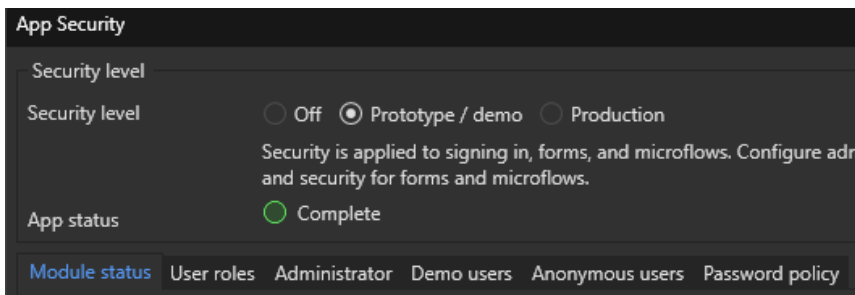 App Security
Security level
Security level Off Prototype / demo Production
Security is applied to signing in, forms, and microflows. Configure
and security for forms and microflows.
App status Complete
Module status User roles Administrator Demo users Anonymous users Password policy